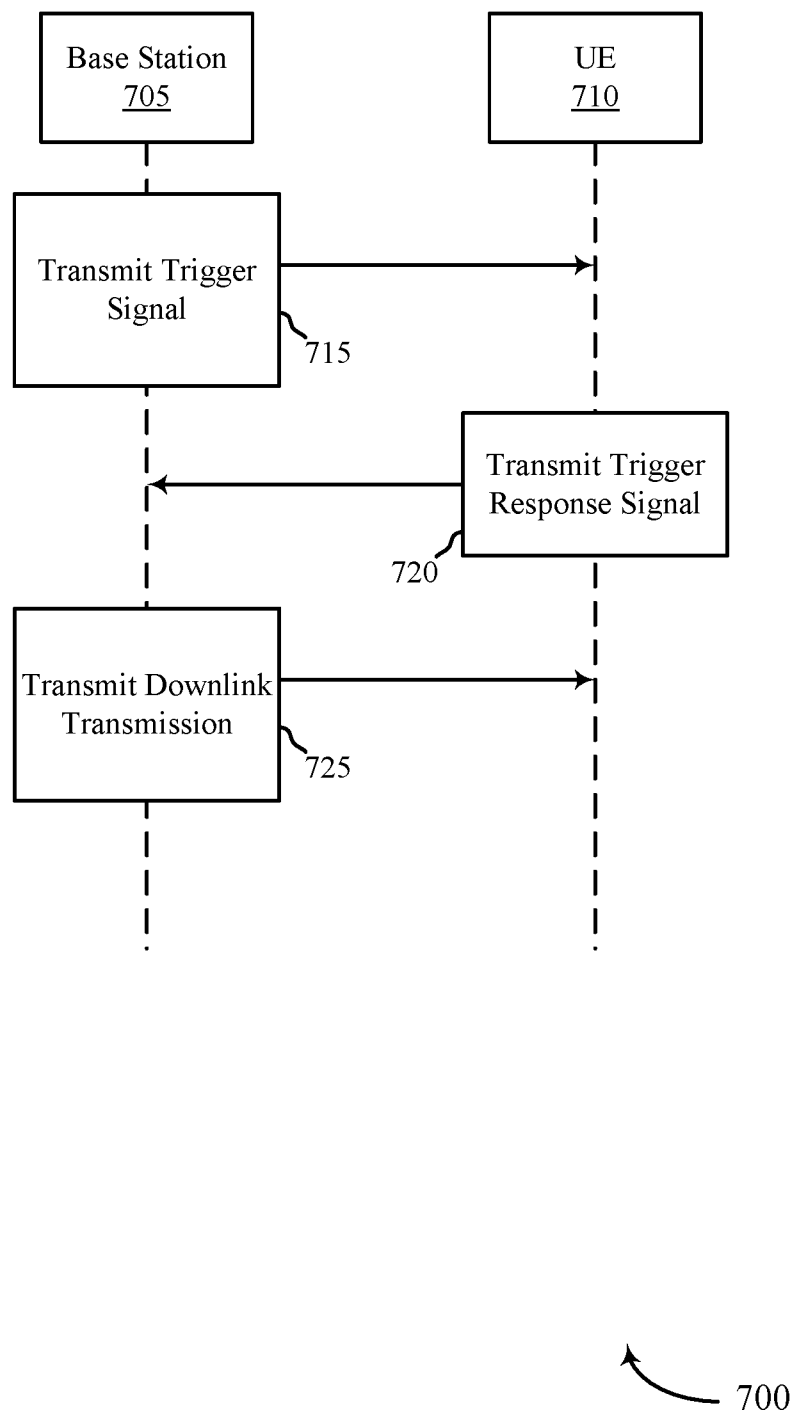 Base Station
705
UE
710
Transmit Trigger
Signal
715
Transmit Trigger
Response Signal
720
Transmit Downlink
Transmission
725
700